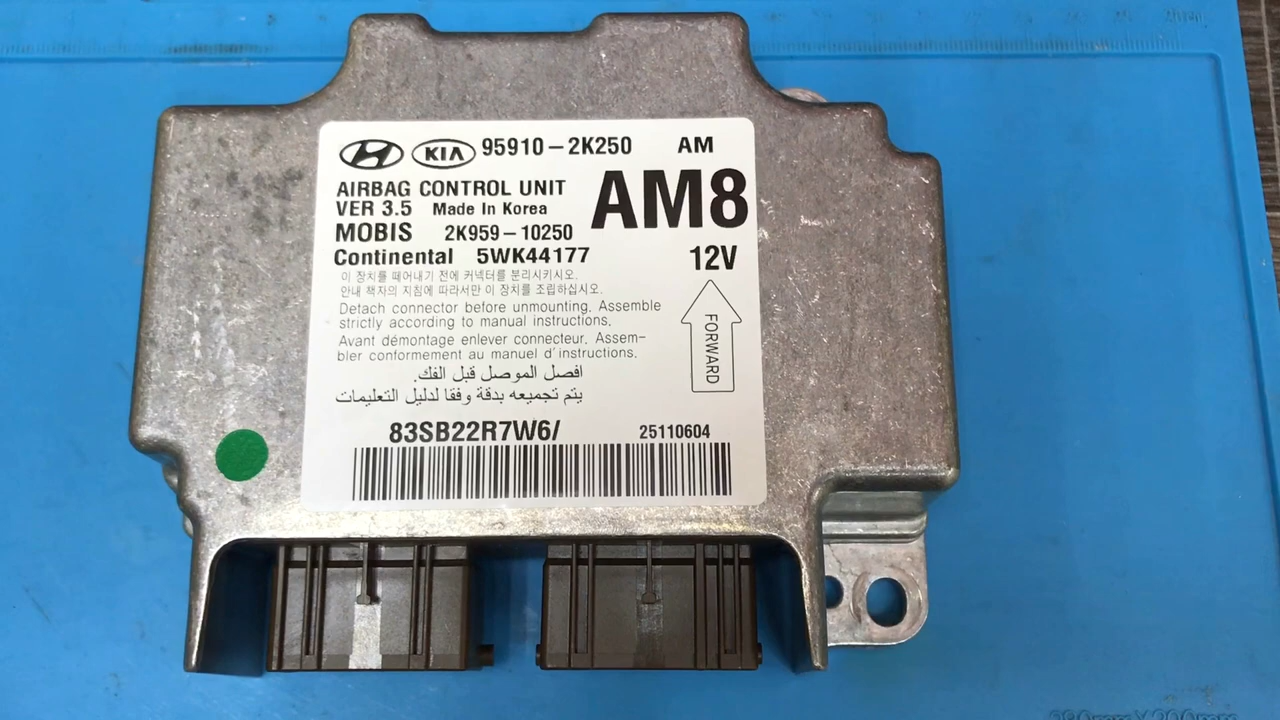 HYUNDAI KIA 95910-2K250 AM
AIRBAG CONTROL UNIT
VER 3.5 Made In Korea
AM8
MOBIS 2K959-10250
Continental 5WK44177
12V
이 장치를 떼어내기 전에 커넥터를 분리시키시오.
안내 책자의 지침에 따라서만 이 장치를 조립하십시오.
Detach connector before unmounting. Assemble
strictly according to manual instructions.
Avant démontage enlever connecteur. Assem-
bler conformement au manuel d'instructions.
FORWARD
افصل الموصل قبل الفك.
يتم تجميعه بدقة وفقا لدليل التعليمات
83SB22R7W6/ 25110604